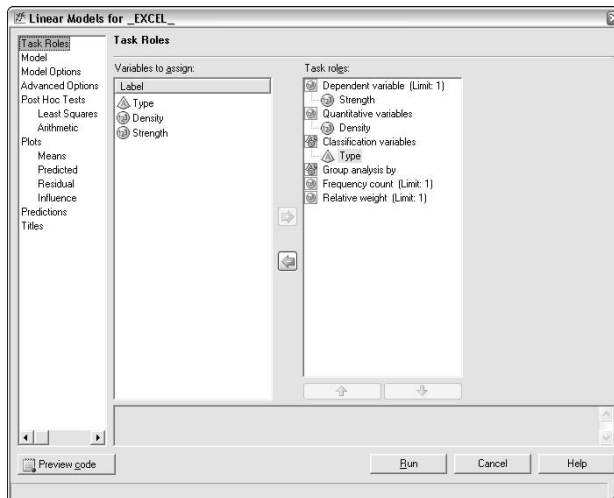 Linear Models for _EXCEL_
Task Roles
Model
Model Options
Advanced Options
Post Hoc Tests
Least Squares
Arithmetic
Plots
Means
Predicted
Residual
Influence
Predictions
Titles
Task Roles
Variables to assign:
Label
Type
Density
Strength
Task roles:
Dependent variable (Limit: 1)
Strength
Quantitative variables
Density
Classification variables
Type
Group analysis by
Frequency count (Limit: 1)
Relative weight (Limit: 1)
Preview code
Run
Cancel
Help